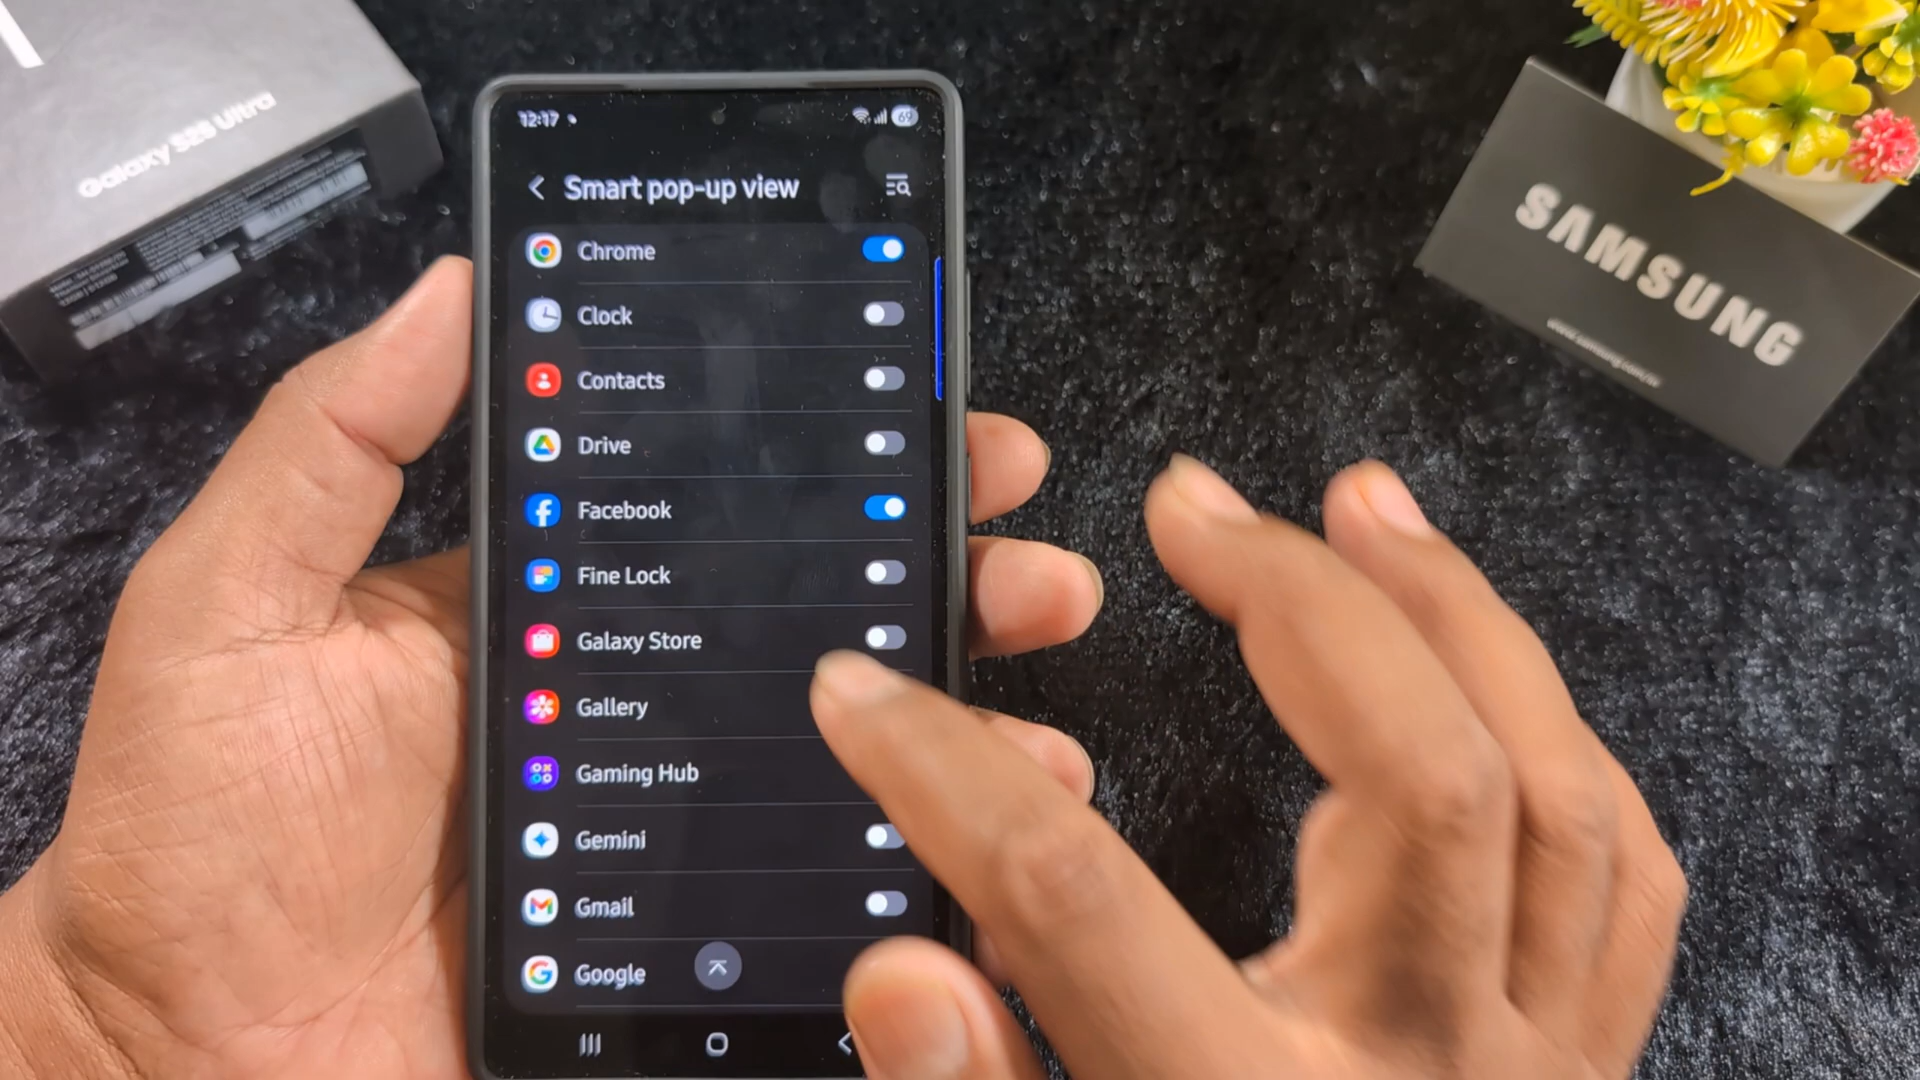 Galaxy S25 Ultra
12:17
69
Smart pop-up view
Chrome
Clock
Contacts
Drive
Facebook
Fine Lock
Galaxy Store
Gallery
Gaming Hub
Gemini
Gmail
Google
SAMSUNG